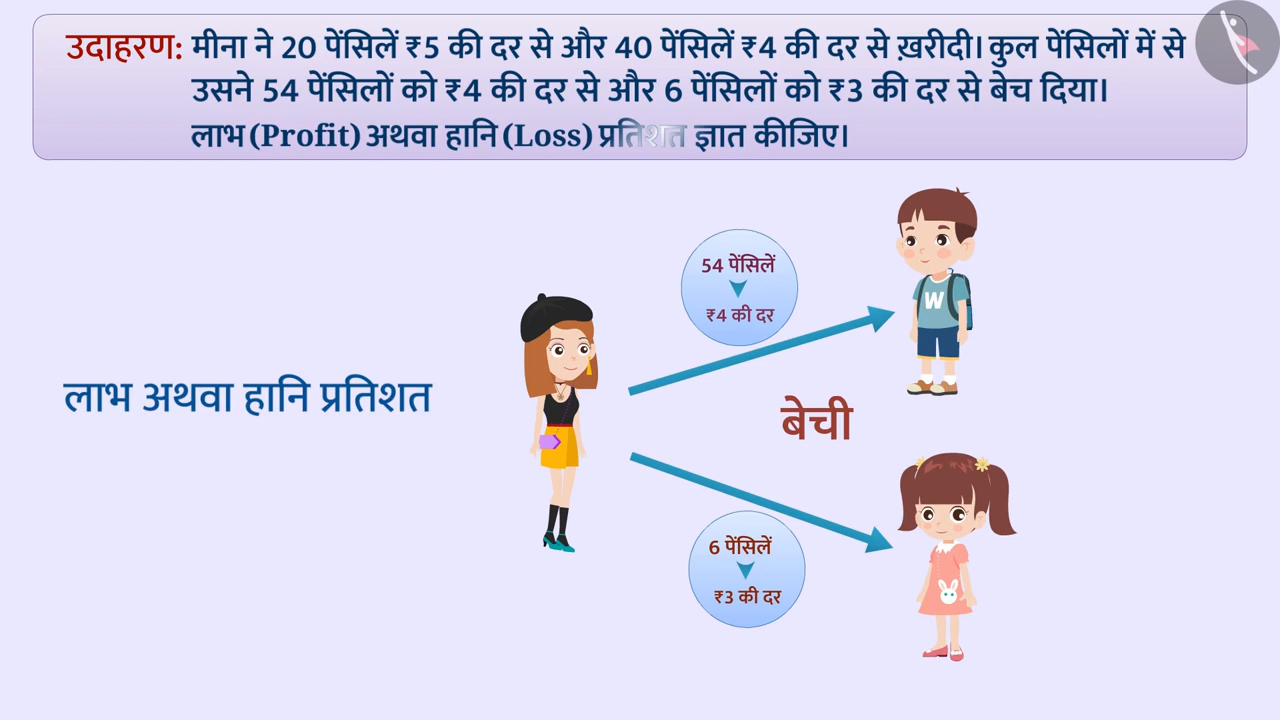 उदाहरण: मीना ने 20 पेंसिलें ₹5 की दर से और 40 पेंसिलें ₹4 की दर से ख़रीदी। कुल पेंसिलों में से
उसने 54 पेंसिलों को ₹4 की दर से और 6 पेंसिलों को ₹3 की दर से बेच दिया।
लाभ (Profit) अथवा हानि (Loss) प्रतिशत ज्ञात कीजिए।
54 पेंसिलें
₹4 की दर
W
लाभ अथवा हानि प्रतिशत
बेची
6 पेंसिलें
₹3 की दर